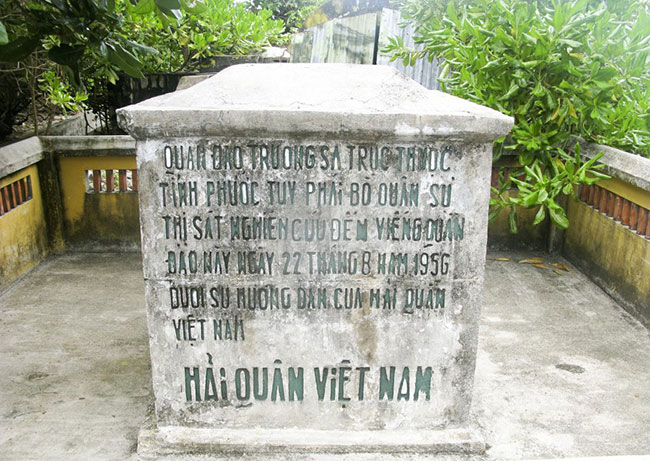 QUẦN ĐẢO TRƯỜNG SA TRỰC THUỘC
TỈNH PHƯỚC TUY PHÁI BỘ QUÂN SỰ
THỊ SÁT NGHIÊN CỨU ĐẾN VIẾNG QUẦN
ĐẢO NÀY NGÀY 22 THÁNG 8 NĂM 1956
DƯỚI SỰ HƯỚNG DẪN CỦA HẢI QUÂN
VIỆT NAM
HẢI QUÂN VIỆT NAM